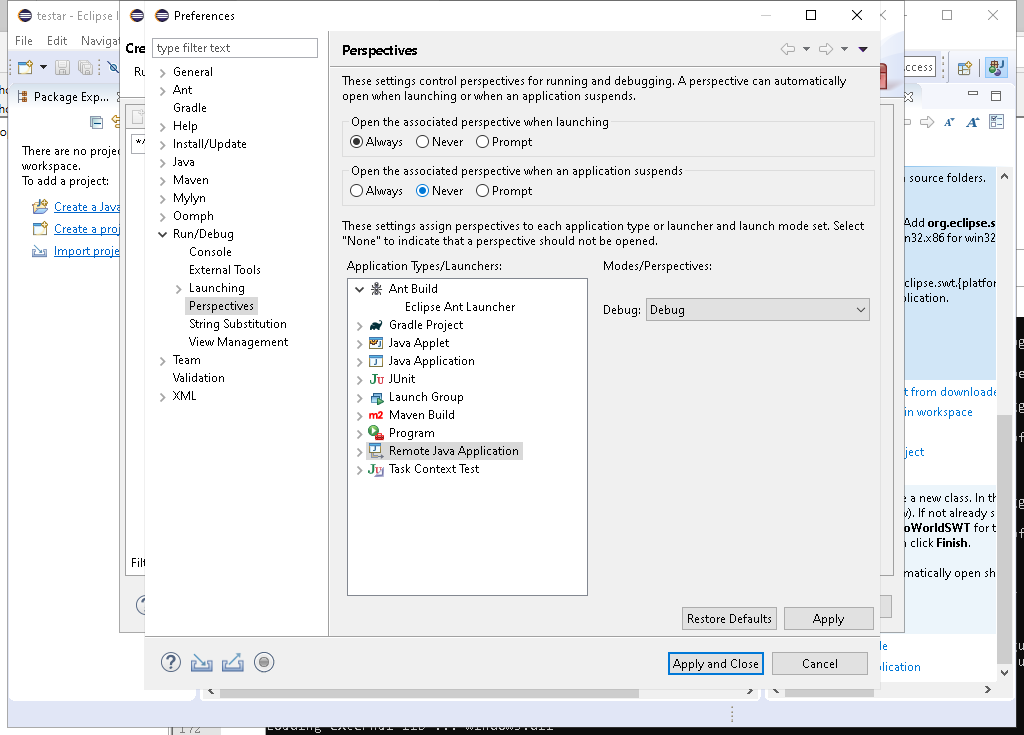 testar - Eclipse I
Preferences
File Edit Navigat
Cre
type filter text
Perspectives
Ru
ccess
Package Exp...
These settings control perspectives for running and debugging. A perspective can automatically
open when launching or when an application suspends.
General
Ant
Gradle
Help
Install/Update
Java
Maven
Mylyn
Oomph
Run/Debug
Console
External Tools
Launching
Perspectives
String Substitution
View Management
Team
Validation
XML
Open the associated perspective when launching
Always Never Prompt
Open the associated perspective when an application suspends
Always Never Prompt
These settings assign perspectives to each application type or launcher and launch mode set. Select
"None" to indicate that a perspective should not be opened.
Application Types/Launchers:
Modes/Perspectives:
Ant Build
Eclipse Ant Launcher
Gradle Project
Java Applet
Java Application
JUnit
Launch Group
Maven Build
Program
Remote Java Application
Task Context Test
Debug: Debug
Restore Defaults Apply
Apply and Close Cancel
There are no projec
workspace.
To add a project:
Create a Java
Create a proj
Import proje
*/
Filt
source folders.
Add org.eclipse.s
n32.x86 for win32
clipse.swt.{platfor
plication.
t from downloade
in workspace
ject
e a new class. In th
v). If not already s
oWorldSWT for t
n click Finish.
matically open sh
le
plication
172
Loading external lib ... windows.dll